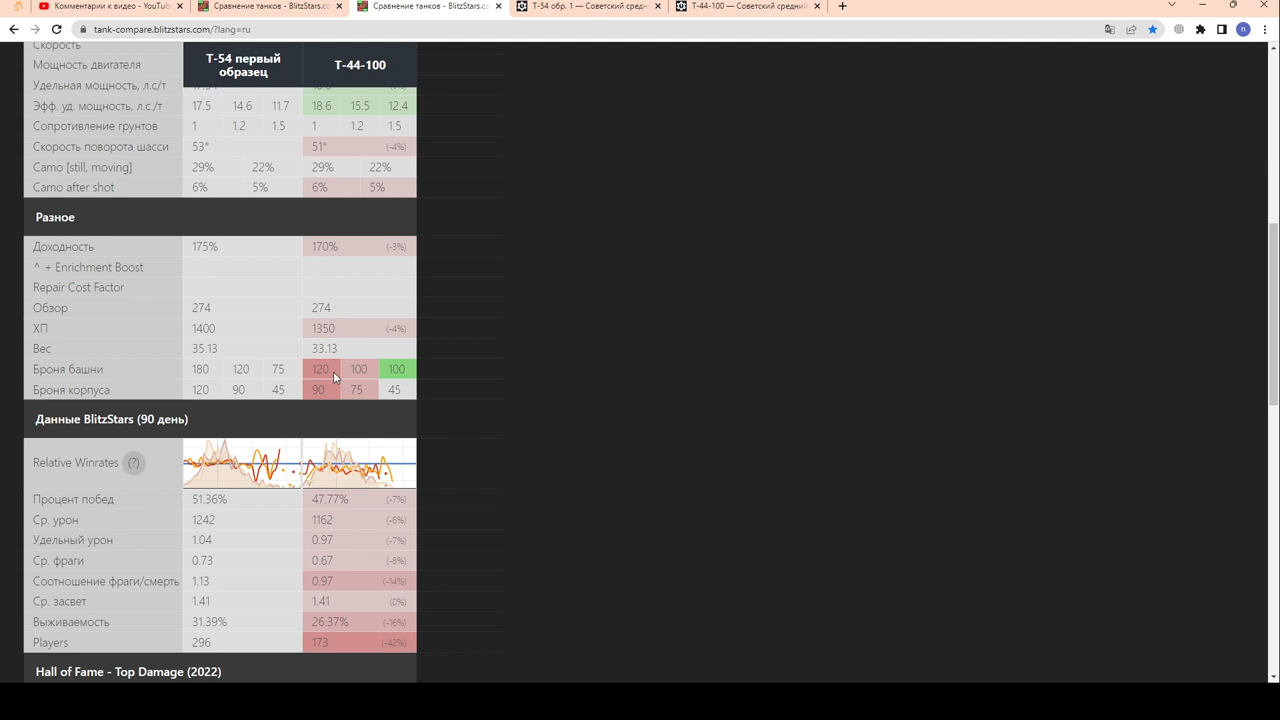 Комментарии к видео - YouTube
Сравнение танков - BlitzStars.co
Сравнение танков - BlitzStars.co
Т-54 обр. 1 — Советский средн
Т-44-100 — Советский средний
tank-compare.blitzstars.com/?lang=ru
n
Т-54 первый образец Т-44-100
Скорость
Мощность двигателя
Удельная мощность, л.с/т
Эфф. уд. мощность, л.с./т 17.5 14.6 11.7 18.6 15.5 12.4
Сопротивление грунтов 1 1.2 1.5 1 1.2 1.5
Скорость поворота шасси 53* 51* (-4%)
Camo [still, moving] 29% 22% 29% 22%
Camo after shot 6% 5% 6% 5%
Разное
Доходность 175% 170% (-3%)
^ + Enrichment Boost
Repair Cost Factor
Обзор 274 274
ХП 1400 1350 (-4%)
Вес 35.13 33.13
Броня башни 180 120 75 120 100 100
Броня корпуса 120 90 45 90 75 45
Данные BlitzStars (90 день)
Relative Winrates (?)
Процент побед 51.36% 47.77% (-7%)
Ср. урон 1242 1162 (-6%)
Удельный урон 1.04 0.97 (-7%)
Ср. фраги 0.73 0.67 (-8%)
Соотношение фраги/смерть 1.13 0.97 (-14%)
Ср. засвет 1.41 1.41 (0%)
Выживаемость 31.39% 26.37% (-16%)
Players 296 173 (-42%)
Hall of Fame - Top Damage (2022)